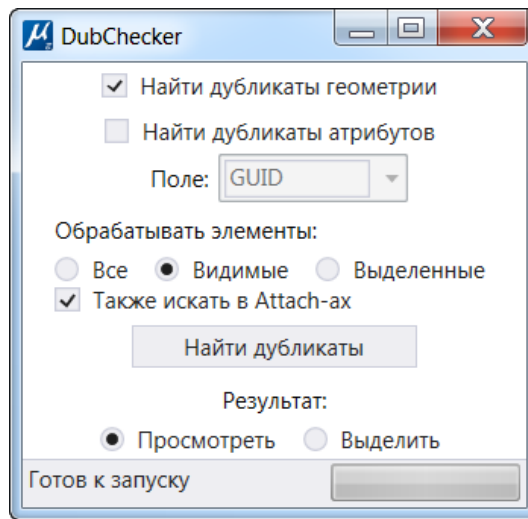 DubChecker
Найти дубликаты геометрии
Найти дубликаты атрибутов
Поле: GUID
Обрабатывать элементы:
Все Видимые Выделенные
Также искать в Attach-ах
Найти дубликаты
Результат:
Просмотреть Выделить
Готов к запуску